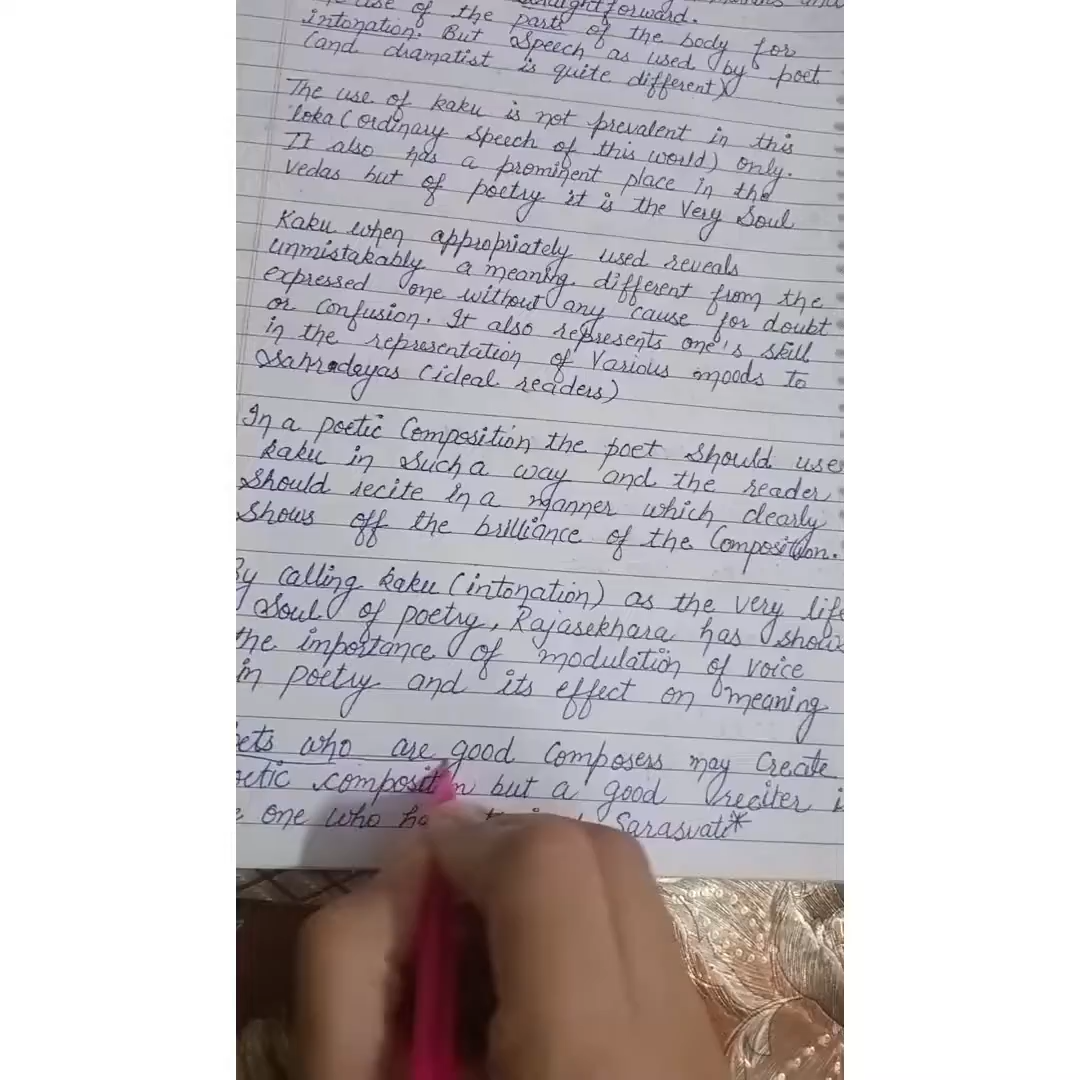 use of the parts of the body for
intonation. But Speech as used by poet
(and dramatist is quite different)
The use of kaku is not prevalent in this
loka (ordinary speech of this world) only.
It also has a prominent place in the
vedas but of poetry it is the Very Soul
Kaku when appropriately used reveals
unmistakably a meaning different from the
expressed one without any cause for doubt
or confusion. It also represents one's skill
in the representation of Various moods to
Sahradayas (ideal readers)
In a poetic Composition the poet should use
kaku in such a way and the reader
should recite in a manner which clearly
shows off the brilliance of the Composition.
By calling kaku (intonation) as the very life
Soul of poetry, Rajasekhara has
the importance of modulation of voice
in poetry and its effect on meaning
who are good Composers may Create
but a good reciter
one who Sarasvati*